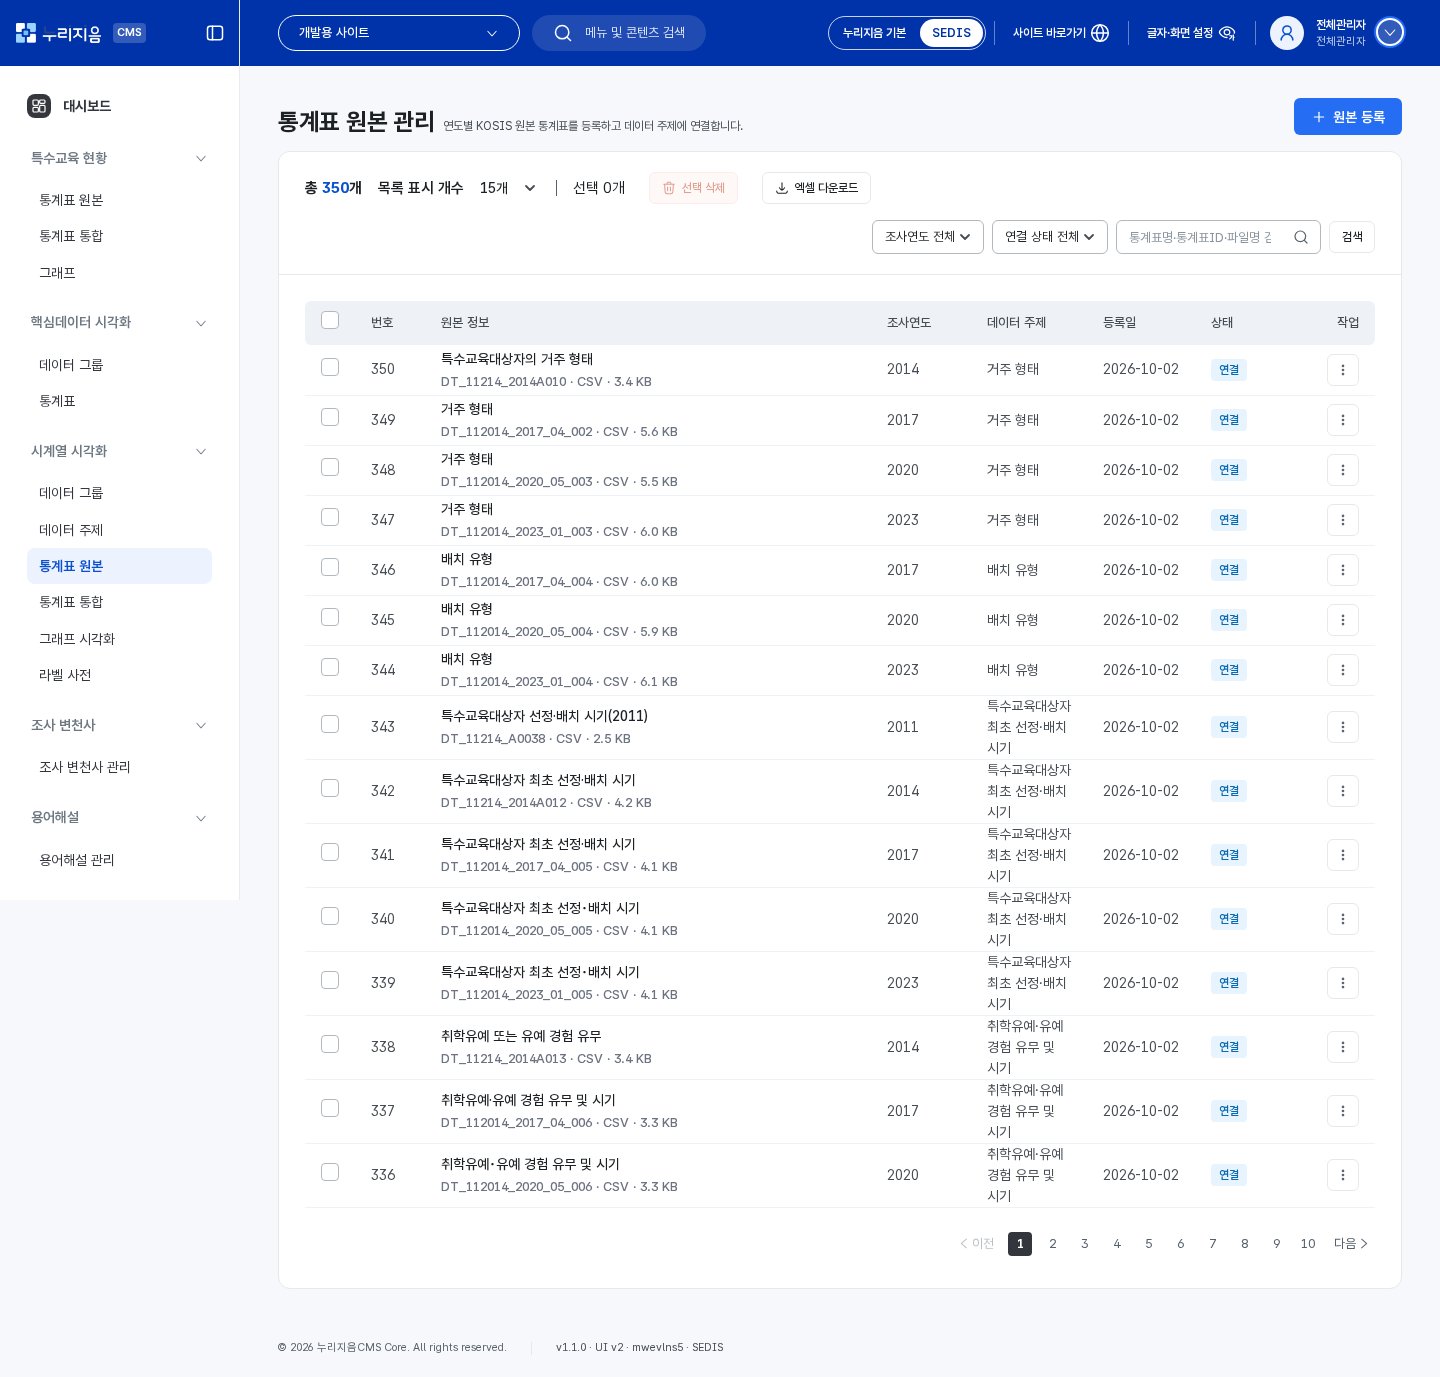 누리지음 CMS
개발용 사이트
메뉴 및 콘텐츠 검색
누리지음 기본 SEDIS
사이트 바로가기
글자·화면 설정
전체관리자
전체관리자
대시보드
특수교육 현황
통계표 원본
통계표 통합
그래프
핵심데이터 시각화
데이터 그룹
통계표
시계열 시각화
데이터 그룹
데이터 주제
통계표 원본
통계표 통합
그래프 시각화
라벨 사전
조사 변천사
조사 변천사 관리
용어해설
용어해설 관리
통계표 원본 관리 연도별 KOSIS 원본 통계표를 등록하고 데이터 주제에 연결합니다.
원본 등록
총 350개 목록 표시 개수 15개 선택 0개 선택 삭제 엑셀 다운로드
조사연도 전체 연결 상태 전체 통계표명·통계표ID·파일명 검색
번호 원본 정보 조사연도 데이터 주제 등록일 상태 작업
350 특수교육대상자의 거주 형태 2014 거주 형태 2026-10-02 연결
DT_11214_2014A010 · CSV · 3.4 KB
349 거주 형태 2017 거주 형태 2026-10-02 연결
DT_112014_2017_04_002 · CSV · 5.6 KB
348 거주 형태 2020 거주 형태 2026-10-02 연결
DT_112014_2020_05_003 · CSV · 5.5 KB
347 거주 형태 2023 거주 형태 2026-10-02 연결
DT_112014_2023_01_003 · CSV · 6.0 KB
346 배치 유형 2017 배치 유형 2026-10-02 연결
DT_112014_2017_04_004 · CSV · 6.0 KB
345 배치 유형 2020 배치 유형 2026-10-02 연결
DT_112014_2020_05_004 · CSV · 5.9 KB
344 배치 유형 2023 배치 유형 2026-10-02 연결
DT_112014_2023_01_004 · CSV · 6.1 KB
343 특수교육대상자 선정·배치 시기(2011) 2011 특수교육대상자 최초 선정·배치 시기 2026-10-02 연결
DT_11214_A0038 · CSV · 2.5 KB
342 특수교육대상자 최초 선정·배치 시기 2014 특수교육대상자 최초 선정·배치 시기 2026-10-02 연결
DT_11214_2014A012 · CSV · 4.2 KB
341 특수교육대상자 최초 선정·배치 시기 2017 특수교육대상자 최초 선정·배치 시기 2026-10-02 연결
DT_112014_2017_04_005 · CSV · 4.1 KB
340 특수교육대상자 최초 선정・배치 시기 2020 특수교육대상자 최초 선정·배치 시기 2026-10-02 연결
DT_112014_2020_05_005 · CSV · 4.1 KB
339 특수교육대상자 최초 선정・배치 시기 2023 특수교육대상자 최초 선정·배치 시기 2026-10-02 연결
DT_112014_2023_01_005 · CSV · 4.1 KB
338 취학유예 또는 유예 경험 유무 2014 취학유예·유예 경험 유무 및 시기 2026-10-02 연결
DT_11214_2014A013 · CSV · 3.4 KB
337 취학유예·유예 경험 유무 및 시기 2017 취학유예·유예 경험 유무 및 시기 2026-10-02 연결
DT_112014_2017_04_006 · CSV · 3.3 KB
336 취학유예・유예 경험 유무 및 시기 2020 취학유예·유예 경험 유무 및 시기 2026-10-02 연결
DT_112014_2020_05_006 · CSV · 3.3 KB
이전 1 2 3 4 5 6 7 8 9 10 다음
© 2026 누리지음CMS Core. All rights reserved. v1.1.0 · UI v2 · mwevlns5 · SEDIS